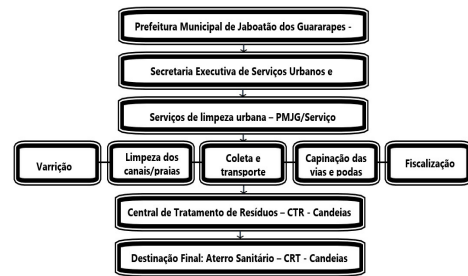 Prefeitura Municipal de Jaboatão dos Guararapes -
Secretaria Executiva de Serviços Urbanos e
Serviços de limpeza urbana – PMJG/Serviço
Varrição
Limpeza dos
canais/praias
Coleta e
transporte
Capinação das
vias e podas
Fiscalização
Central de Tratamento de Resíduos – CTR - Candeias
Destinação Final: Aterro Sanitário – CRT - Candeias